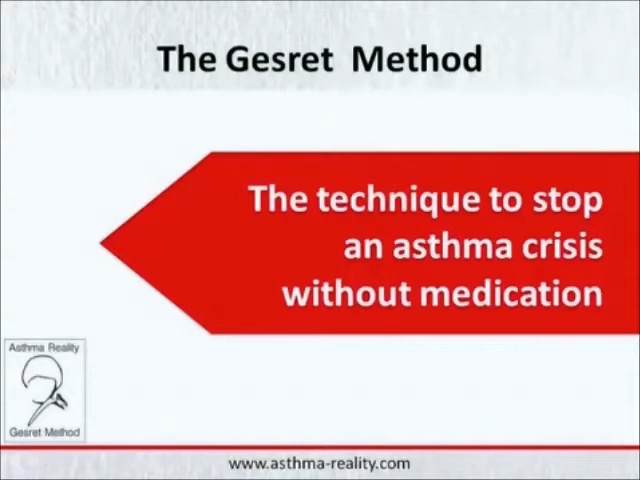 The Gesret Method
The technique to stop
an asthma crisis
without medication
Asthma Reality
Gesret Method
www.asthma-reality.com